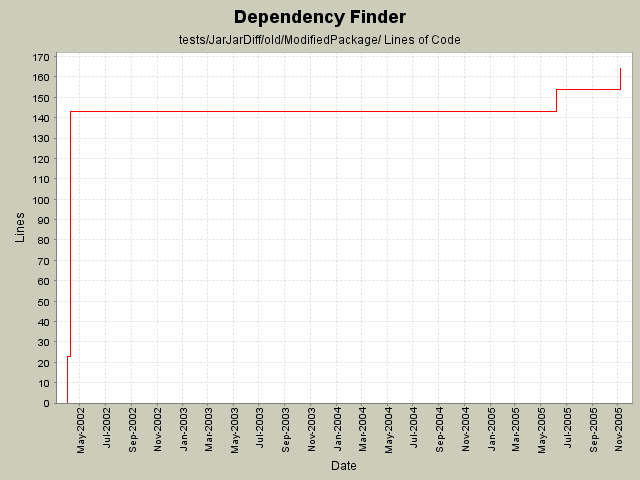 Dependency Finder
tests/JarJarDiff/old/ModifiedPackage/ Lines of Code
170
160
150
140
130
120
110
100
90
80
70
60
50
40
30
20
10
0
Lines
May-2002
Jul-2002
Sep-2002
Nov-2002
Jan-2003
Mar-2003
May-2003
Jul-2003
Sep-2003
Nov-2003
Jan-2004
Mar-2004
May-2004
Jul-2004
Sep-2004
Nov-2004
Jan-2005
Mar-2005
May-2005
Jul-2005
Sep-2005
Nov-2005
Date